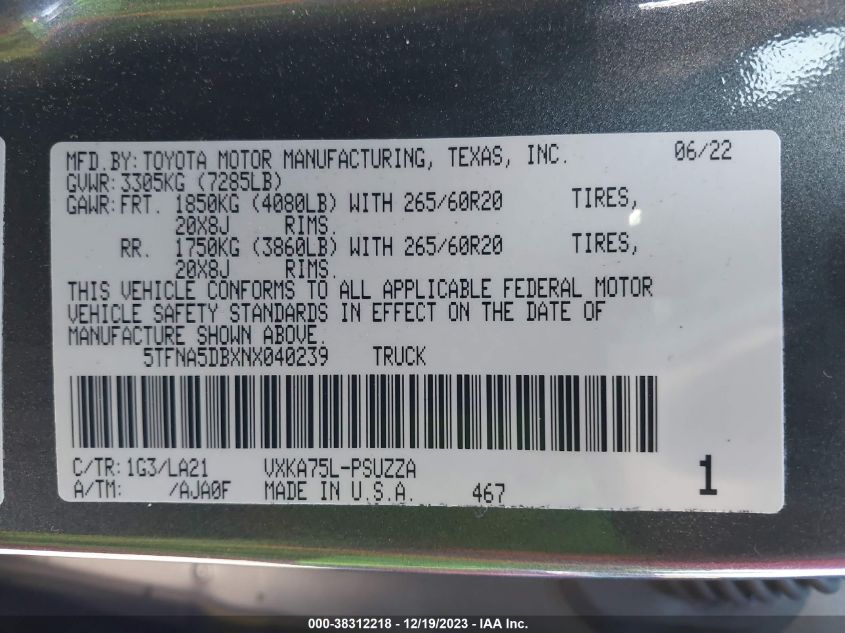 MFD.BY:TOYOTA MOTOR MANUFACTURING, TEXAS, INC. 06/22
GVWR:3305KG (7285LB)
GAWR:FRT. 1850KG (4080LB) WITH 265/60R20 TIRES,
20X8J RIMS.
RR. 1750KG (3860LB) WITH 265/60R20 TIRES,
20X8J RIMS.
THIS VEHICLE CONFORMS TO ALL APPLICABLE FEDERAL MOTOR
VEHICLE SAFETY STANDARDS IN EFFECT ON THE DATE OF
MANUFACTURE SHOWN ABOVE.
5TFNA5DBXNX040239 TRUCK
C/TR:1G3/LA21 VXKA75L-PSUZZA
A/TM: /AJA0F MADE IN U.S.A. 467 1
000-38312218 - 12/19/2023 - IAA Inc.